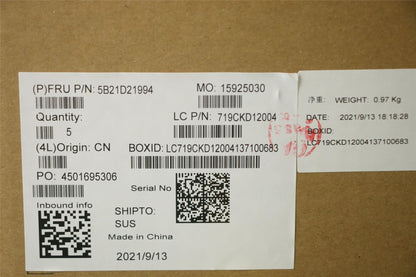 (P)FRU P/N: 5B21D21994
MO: 15925030
Quantity:
5
LC P/N: 719CKD12004
(4L)Origin: CN
BOXID: LC719CKD12004137100683
PO: 4501695306
Serial No
Inbound info
SHIPTO:
SUS
Made in China
2021/9/13
净重: WEIGHT: 0.97 Kg
DATE: 2021/9/13 18:18:28
BOXID:
LC719CKD12004137100683